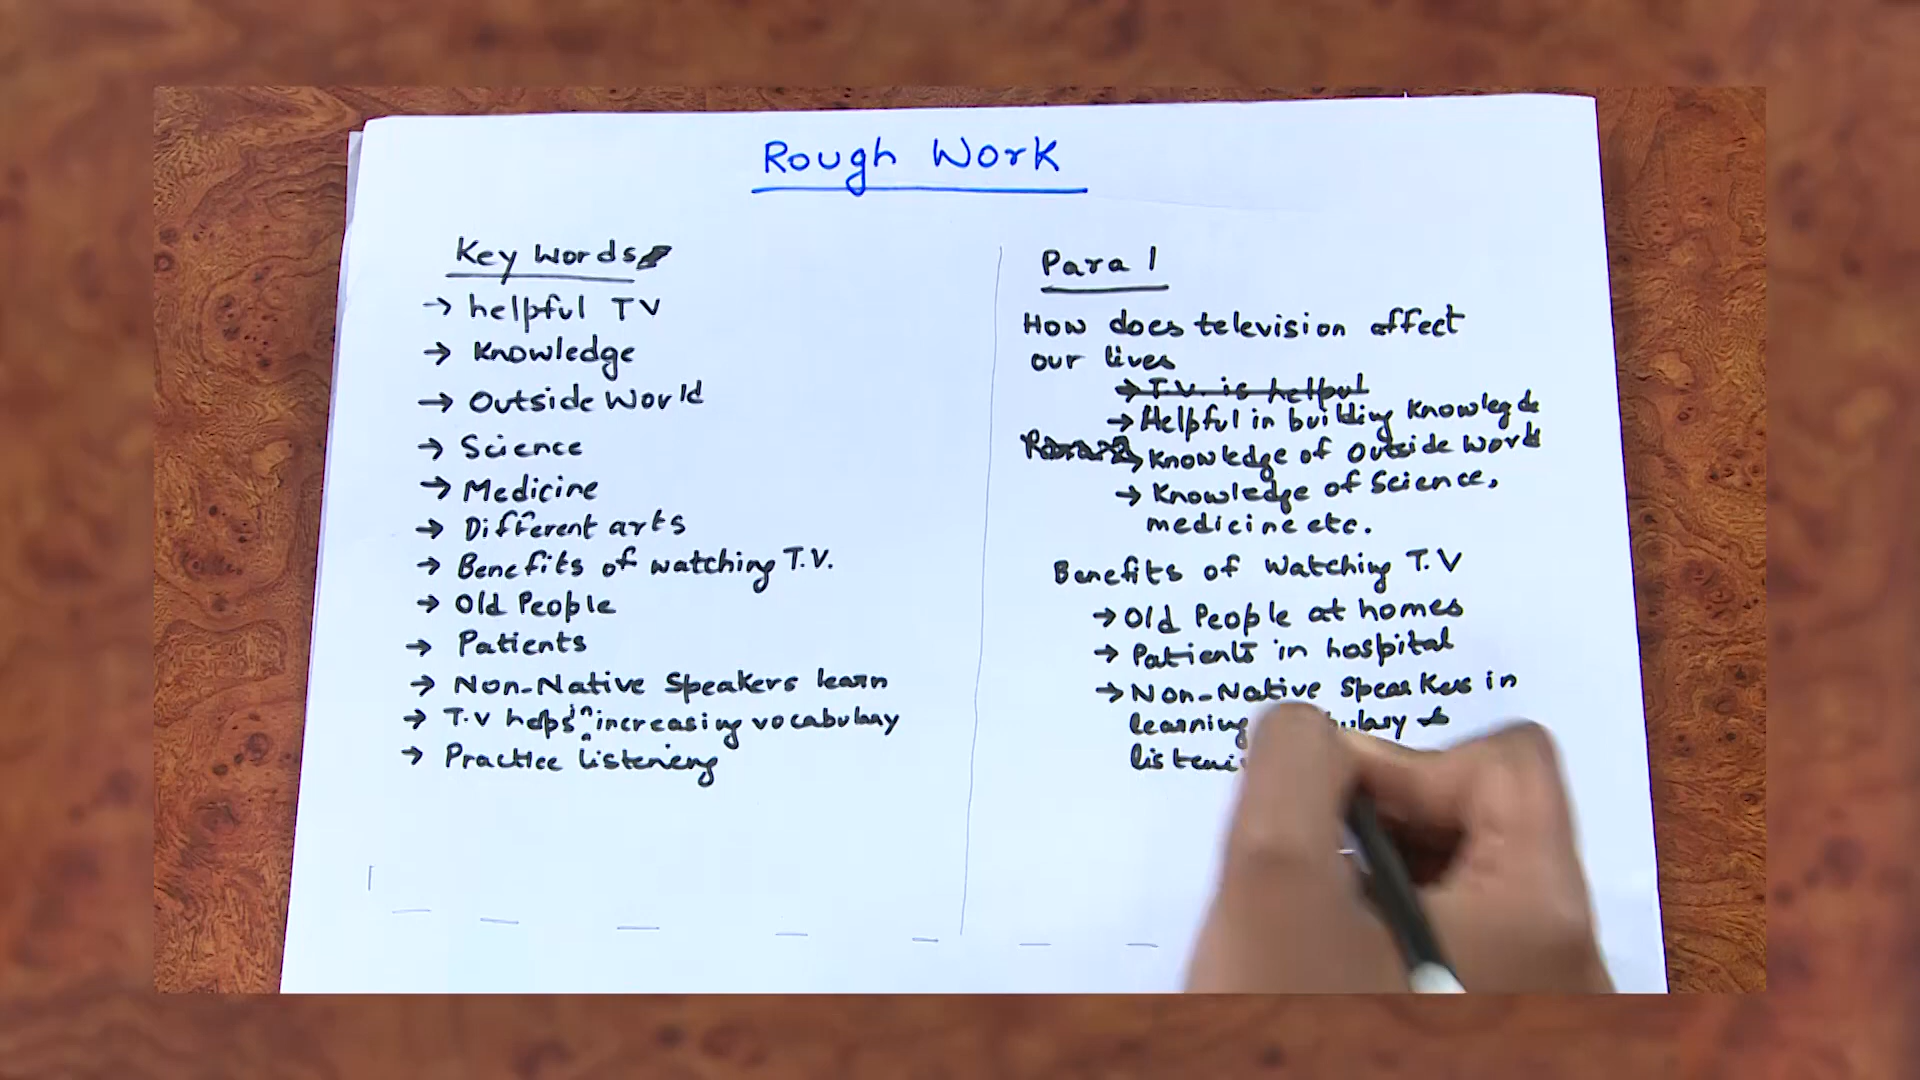 Rough Work
Key Words
→ helpful TV
→ Knowledge
→ Outside World
→ Science
→ Medicine
→ Different arts
→ Benefits of watching T.V.
→ Old People
→ Patients
→ Non-Native Speakers learn
→ T.V helps in increasing vocabulary
→ Practice listening
Para 1
How does television affect
our lives
→ T.V. is helpful
→ Helpful in building Knowlegde
→ Knowledge of Outside World
→ Knowledge of Science,
medicine etc.
Benefits of Watching T.V
→ Old People at homes
→ Patients in hospital
→ Non-Native Speakers in
learning &